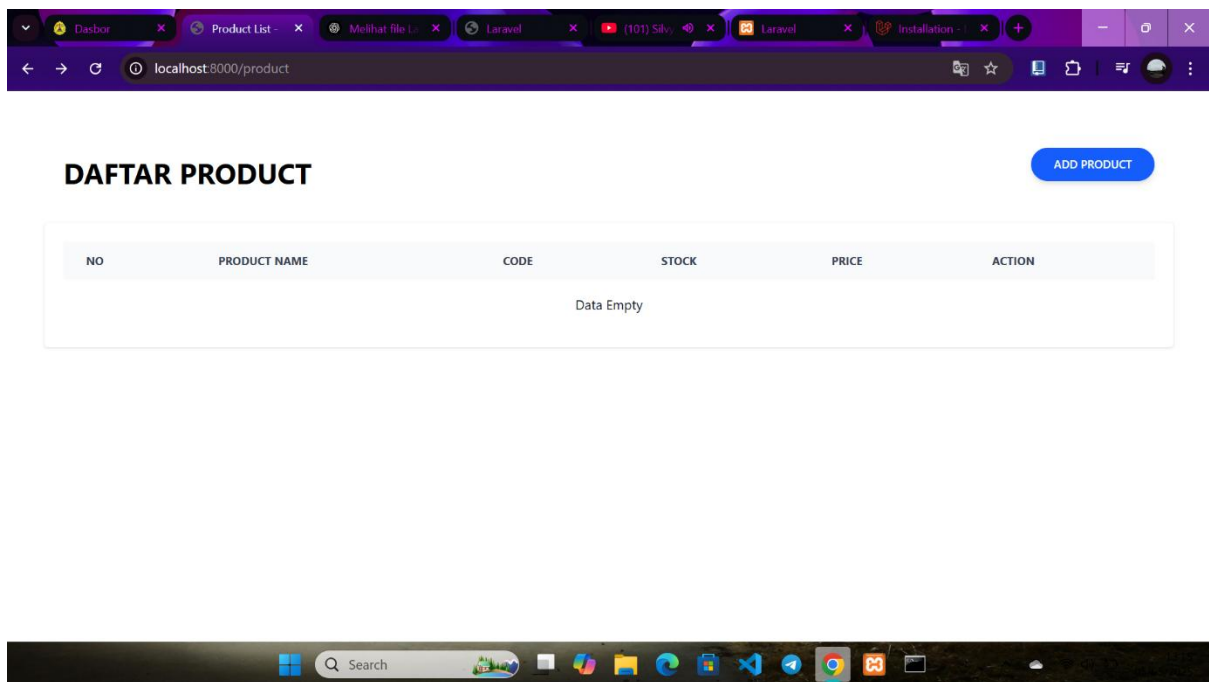 Dasbor
Product List -
Melihat file La
Laravel
(101) Silv
Laravel
Installation -
localhost:8000/product
DAFTAR PRODUCT
ADD PRODUCT
NO PRODUCT NAME CODE STOCK PRICE ACTION
Data Empty
Search